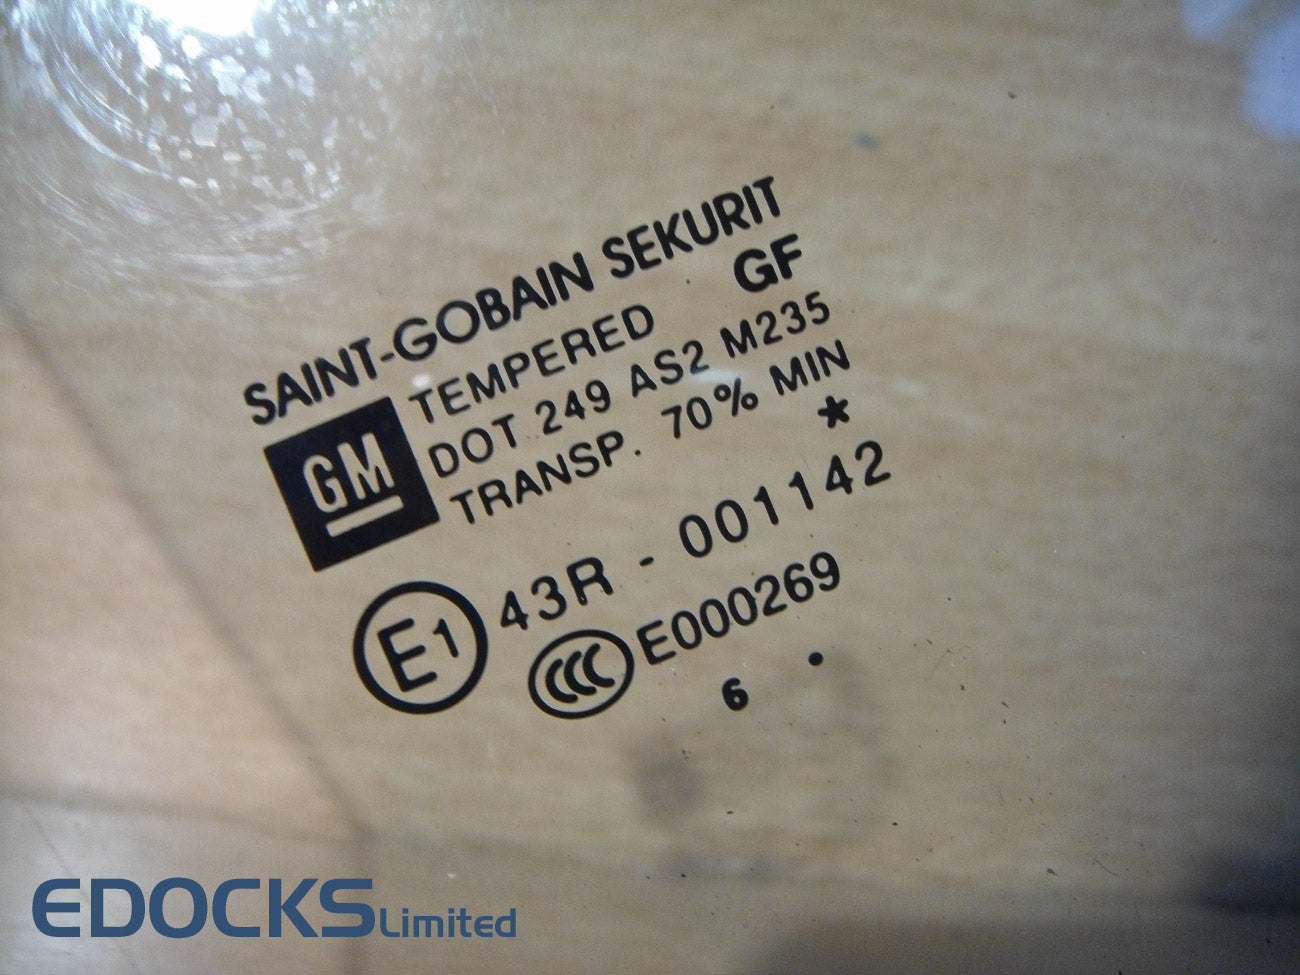 SAINT-GOBAIN SEKURIT
TEMPERED GF
DOT 249 AS2 M235
TRANSP. 70% MIN
GM
*
E1 43R - 001142
CCC E000269
6 .
EDOCKS Limited